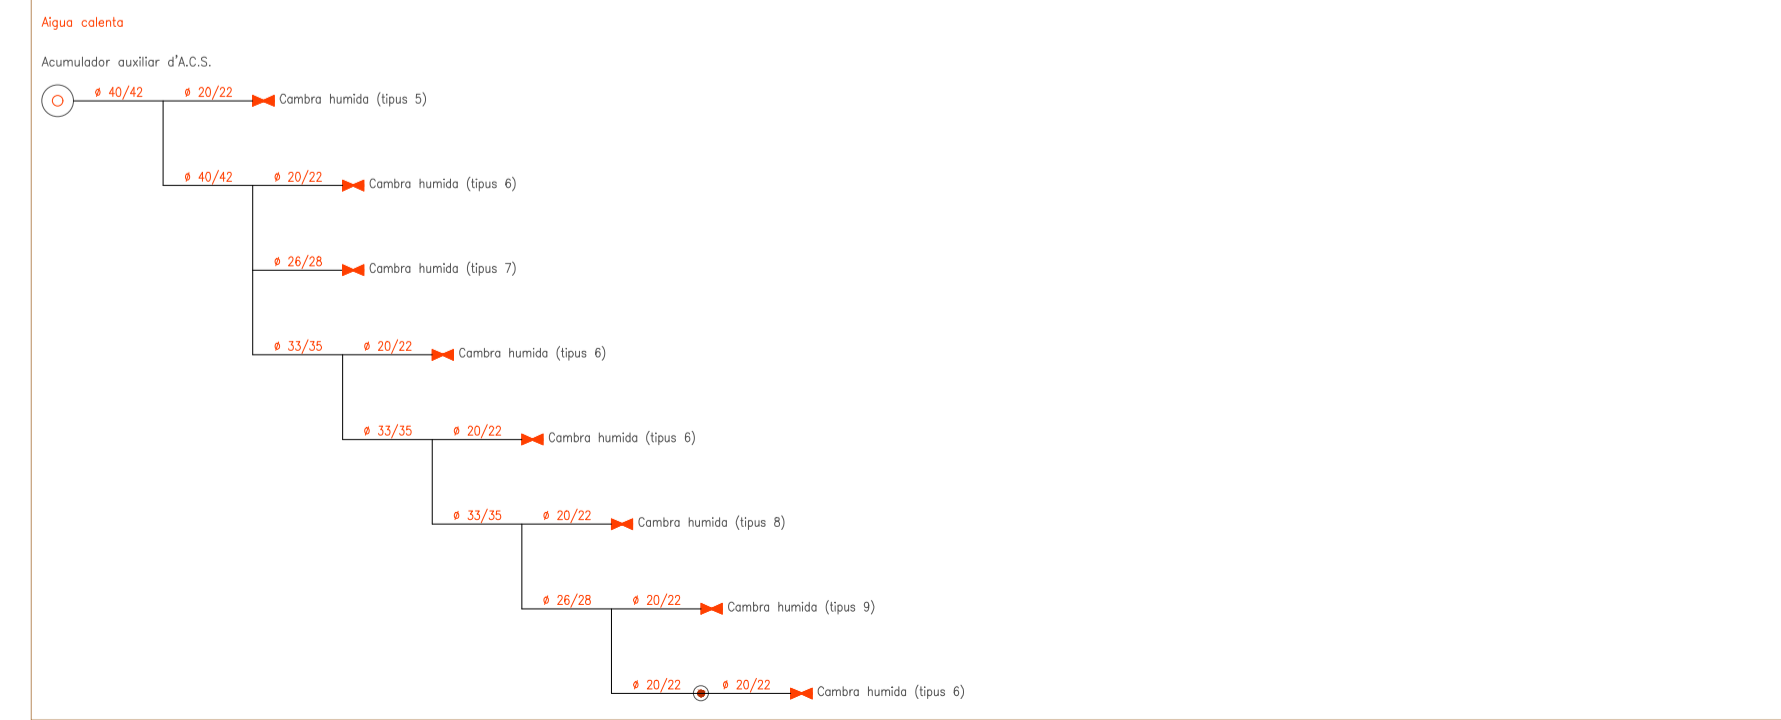 Aigua calenta
Acumulador auxiliar d'A.C.S.
ø 40/42 ø 20/22 Cambra humida (tipus 5)
ø 40/42 ø 20/22 Cambra humida (tipus 6)
ø 26/28 Cambra humida (tipus 7)
ø 33/35 ø 20/22 Cambra humida (tipus 6)
ø 33/35 ø 20/22 Cambra humida (tipus 6)
ø 33/35 ø 20/22 Cambra humida (tipus 8)
ø 26/28 ø 20/22 Cambra humida (tipus 9)
ø 20/22 ø 20/22 Cambra humida (tipus 6)